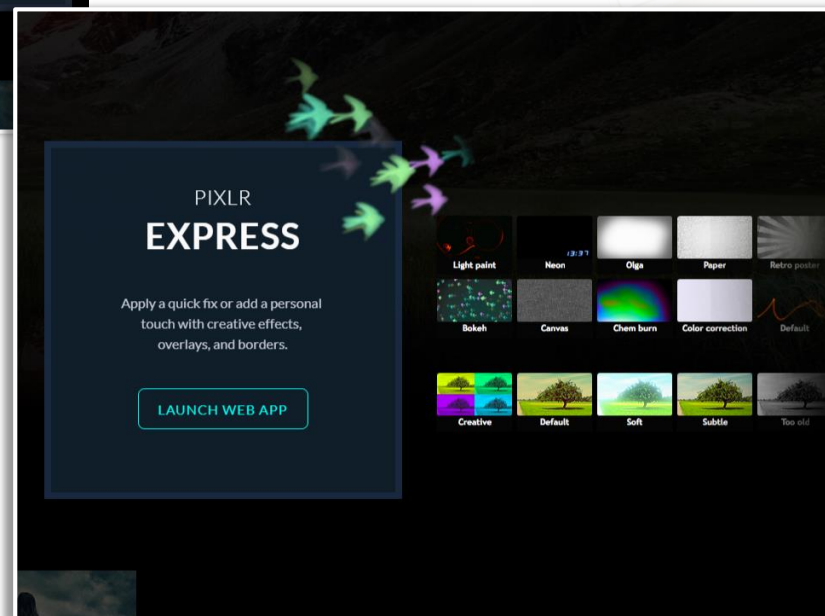 PIXLR
EXPRESS
Apply a quick fix or add a personal
touch with creative effects,
overlays, and borders.
LAUNCH WEB APP
13:37
Light paint Neon Olga Paper Retro poster
Bokeh Canvas Chem burn Color correction Default
Creative Default Soft Subtle Too old